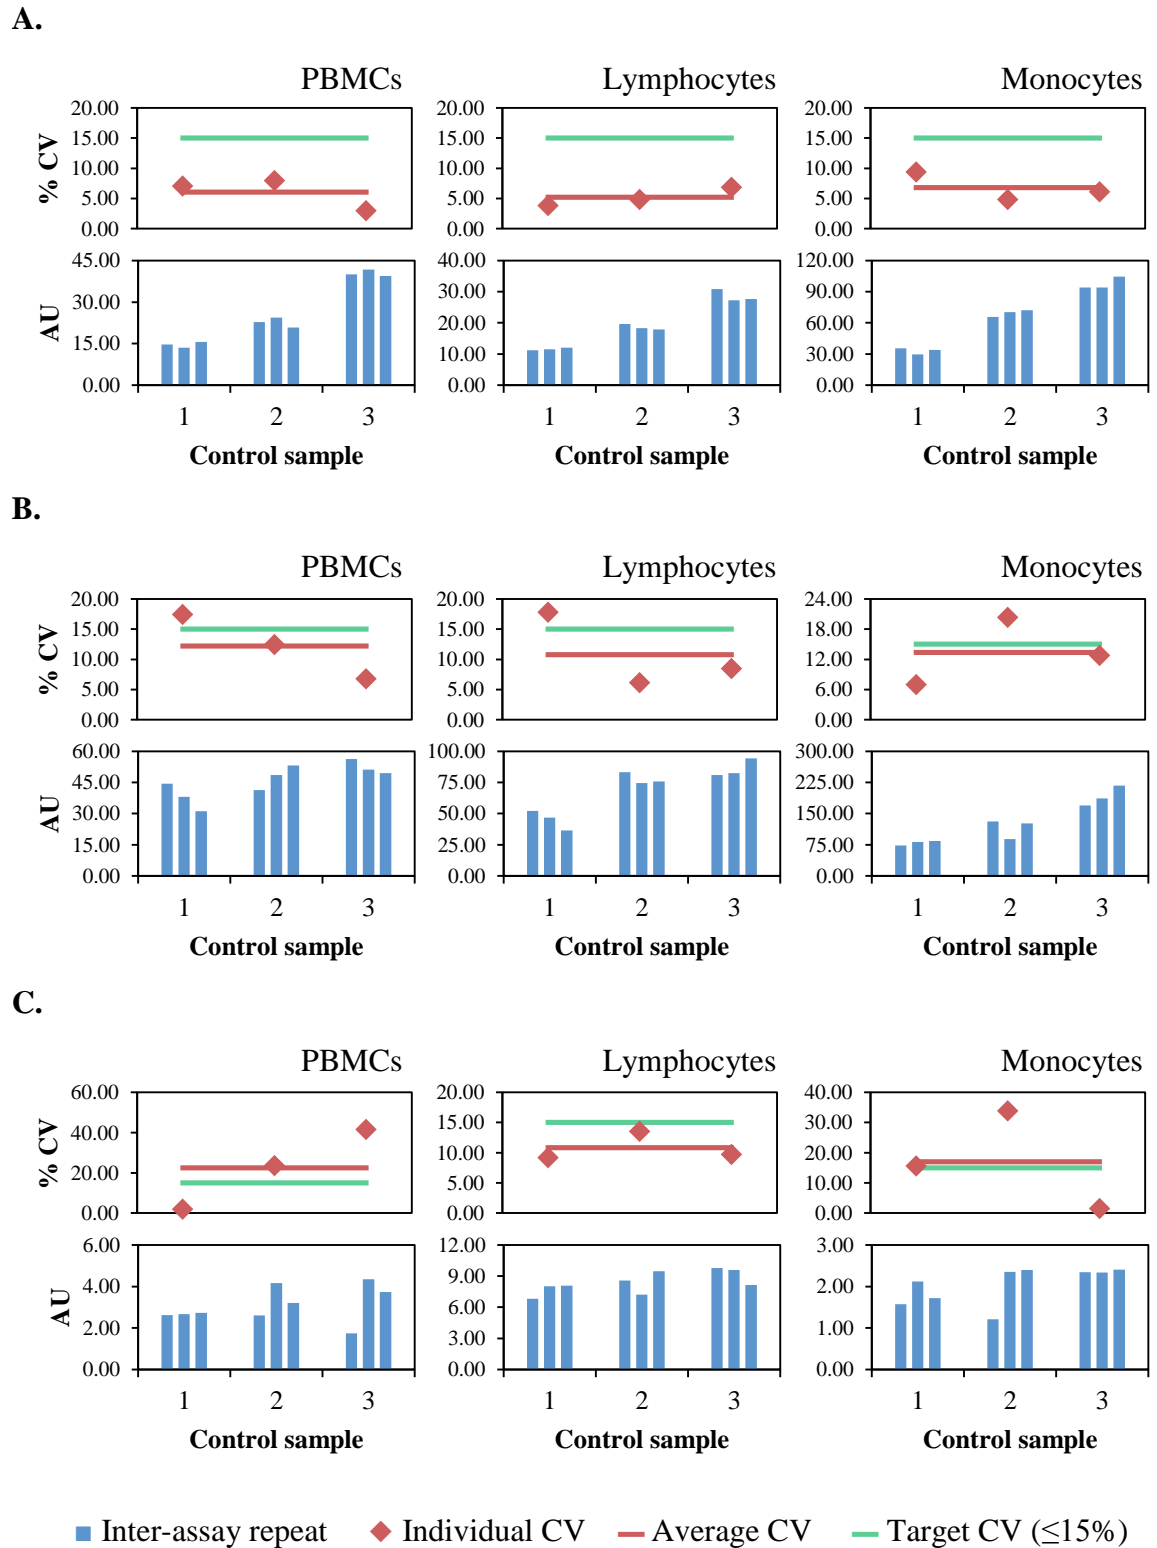 A.
PBMCs Lymphocytes Monocytes
% CV
20.00 20.00 20.00
15.00 15.00 15.00
10.00 10.00 10.00
5.00 5.00 5.00
0.00 0.00 0.00
AU
45.00 40.00 120.00
30.00 30.00 90.00
15.00 20.00 60.00
0.00 10.00 30.00
0.00 0.00
1 2 3 1 2 3 1 2 3
Control sample Control sample Control sample
B.
PBMCs Lymphocytes Monocytes
% CV
20.00 20.00 24.00
15.00 15.00 18.00
10.00 10.00 12.00
5.00 5.00 6.00
0.00 0.00 0.00
AU
60.00 100.00 300.00
45.00 75.00 225.00
30.00 50.00 150.00
15.00 25.00 75.00
0.00 0.00 0.00
1 2 3 1 2 3 1 2 3
Control sample Control sample Control sample
C.
PBMCs Lymphocytes Monocytes
% CV
60.00 20.00 40.00
40.00 15.00 30.00
20.00 10.00 20.00
0.00 5.00 10.00
0.00 0.00
AU
6.00 12.00 3.00
4.00 9.00 2.00
2.00 6.00 1.00
0.00 3.00 0.00
0.00
1 2 3 1 2 3 1 2 3
Control sample Control sample Control sample
Inter-assay repeat Individual CV Average CV Target CV (≤15%)